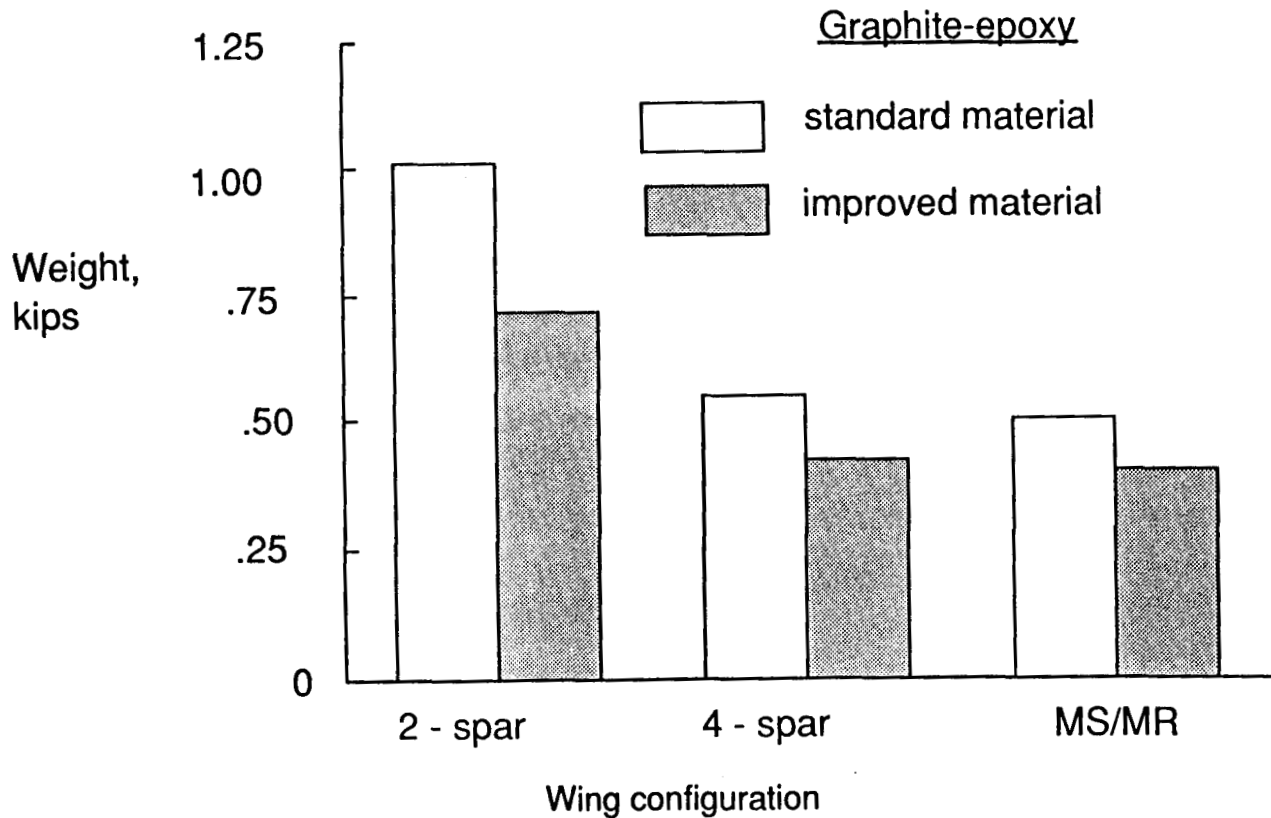 Graphite-epoxy
standard material
improved material
Weight,
kips
1.25
1.00
.75
.50
.25
0
2 - spar
4 - spar
MS/MR
Wing configuration